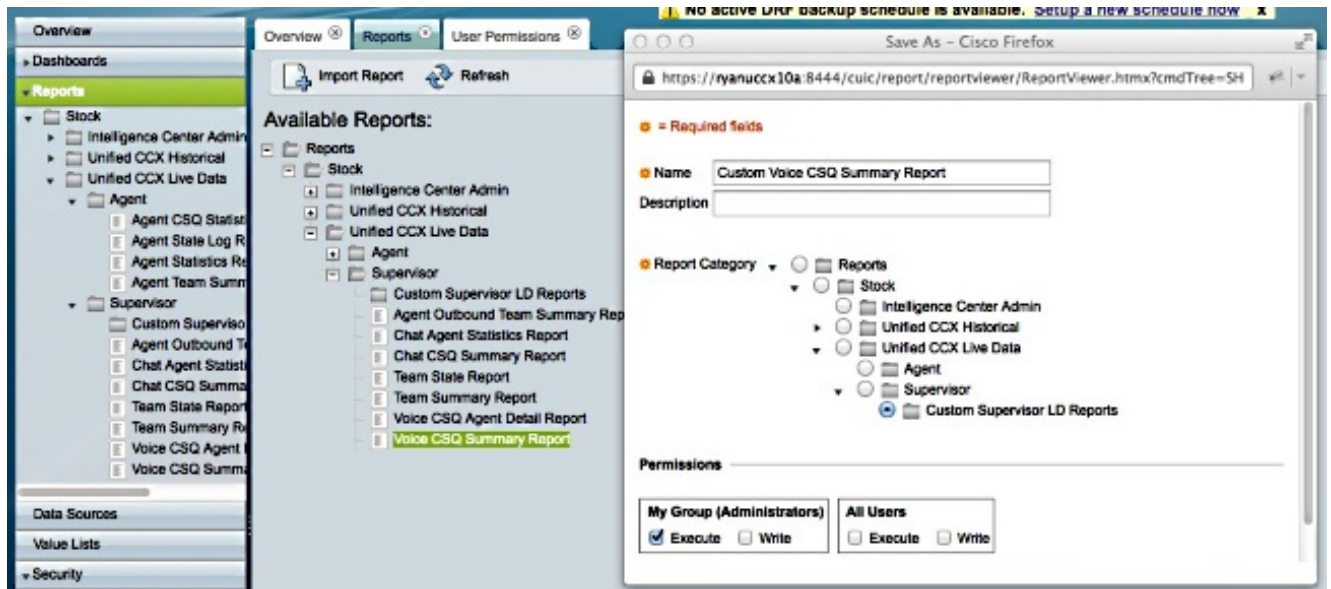 No active DRF backup schedule is available. Setup a new schedule now x
Overview
Dashboards
Reports
Stock
Intelligence Center Admin
Unified CCX Historical
Unified CCX Live Data
Agent
Agent CSQ Statist
Agent State Log R
Agent Statistics Re
Agent Team Summ
Supervisor
Custom Superviso
Agent Outbound T
Chat Agent Statisti
Chat CSQ Summa
Team State Report
Team Summary Re
Voice CSQ Agent
Voice CSQ Summa
Data Sources
Value Lists
Security
Overview Reports User Permissions
Import Report Refresh
Available Reports:
Reports
Stock
Intelligence Center Admin
Unified CCX Historical
Unified CCX Live Data
Agent
Supervisor
Custom Supervisor LD Reports
Agent Outbound Team Summary Rep
Chat Agent Statistics Report
Chat CSQ Summary Report
Team State Report
Team Summary Report
Voice CSQ Agent Detail Report
Voice CSQ Summary Report
Save As - Cisco Firefox
https://ryanuccx10a:8444/cuic/report/reportviewer/ReportViewer.htmx?cmdTree=SH
= Required fields
Name Custom Voice CSQ Summary Report
Description
Report Category Reports
Stock
Intelligence Center Admin
Unified CCX Historical
Unified CCX Live Data
Agent
Supervisor
Custom Supervisor LD Reports
Permissions
My Group (Administrators) All Users
Execute Write Execute Write